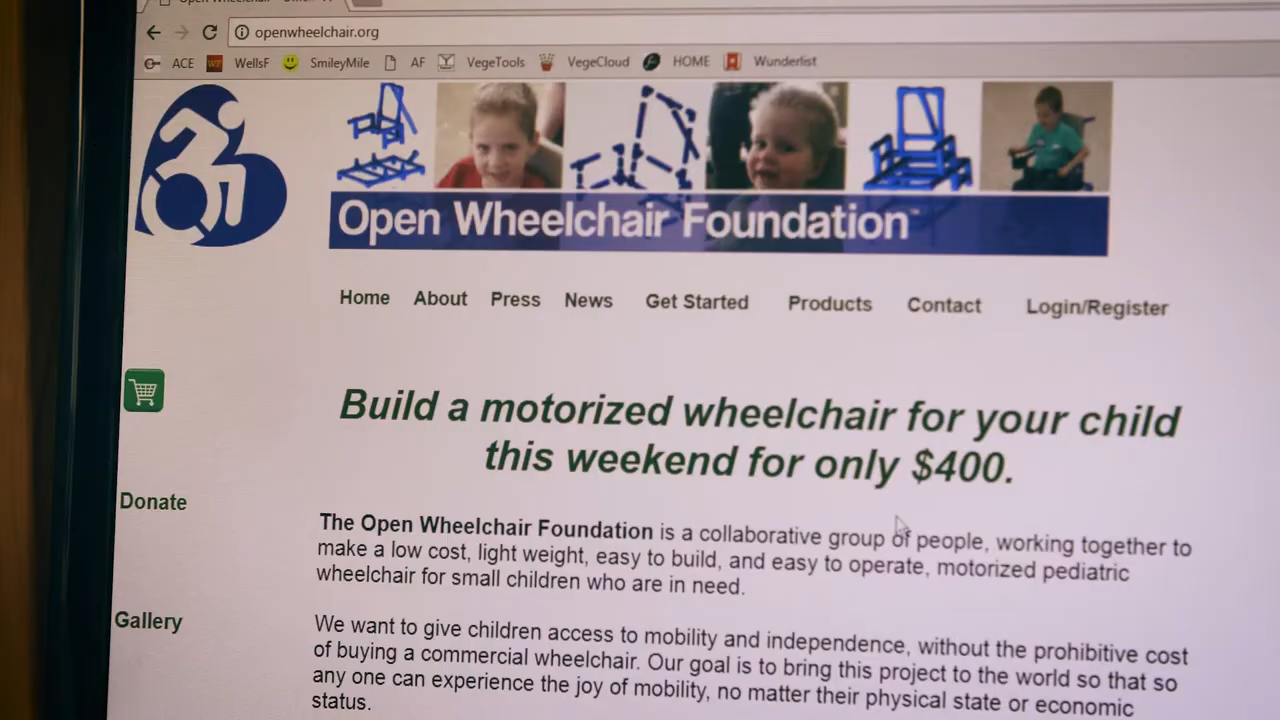 openwheelchair.org
ACE WellsF SmileyMile AF VegeTools VegeCloud HOME Wunderlist
Open Wheelchair Foundation™
Home About Press News Get Started Products Contact Login/Register
Build a motorized wheelchair for your child
this weekend for only $400.
Donate
The Open Wheelchair Foundation is a collaborative group of people, working together to
make a low cost, light weight, easy to build, and easy to operate, motorized pediatric
wheelchair for small children who are in need.
Gallery
We want to give children access to mobility and independence, without the prohibitive cost
of buying a commercial wheelchair. Our goal is to bring this project to the world so that so
any one can experience the joy of mobility, no matter their physical state or economic
status.